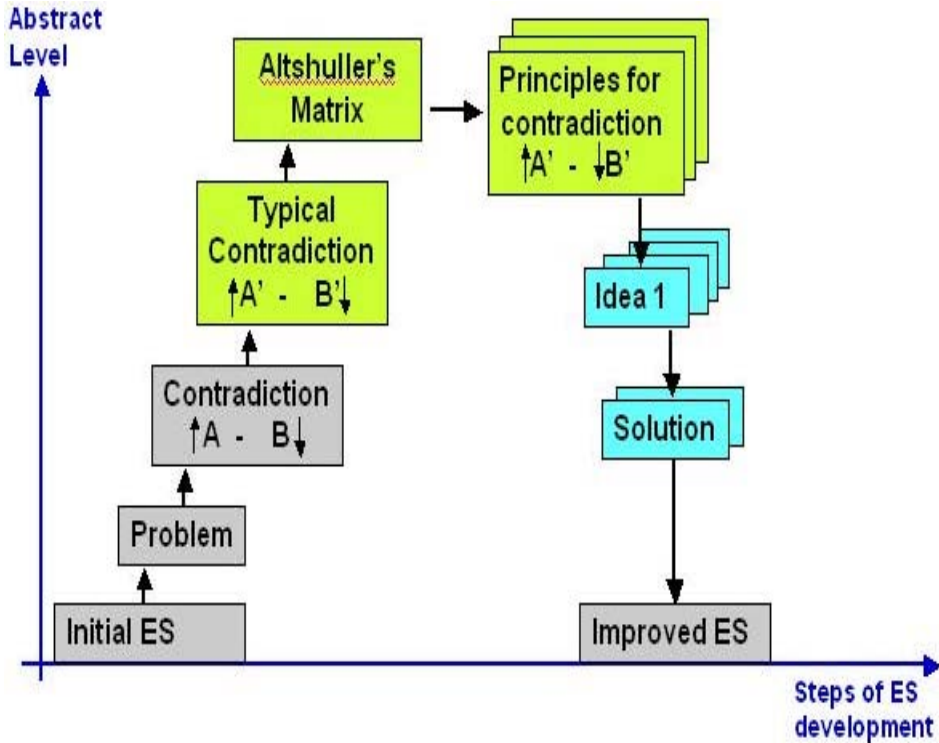 Abstract
Level
Altshuller's
Matrix
Principles for
contradiction
↑A' - ↓B'
Typical
Contradiction
↑A' - B'↓
Idea 1
Contradiction
↑A - B↓
Solution
Problem
Initial ES
Improved ES
Steps of ES
development